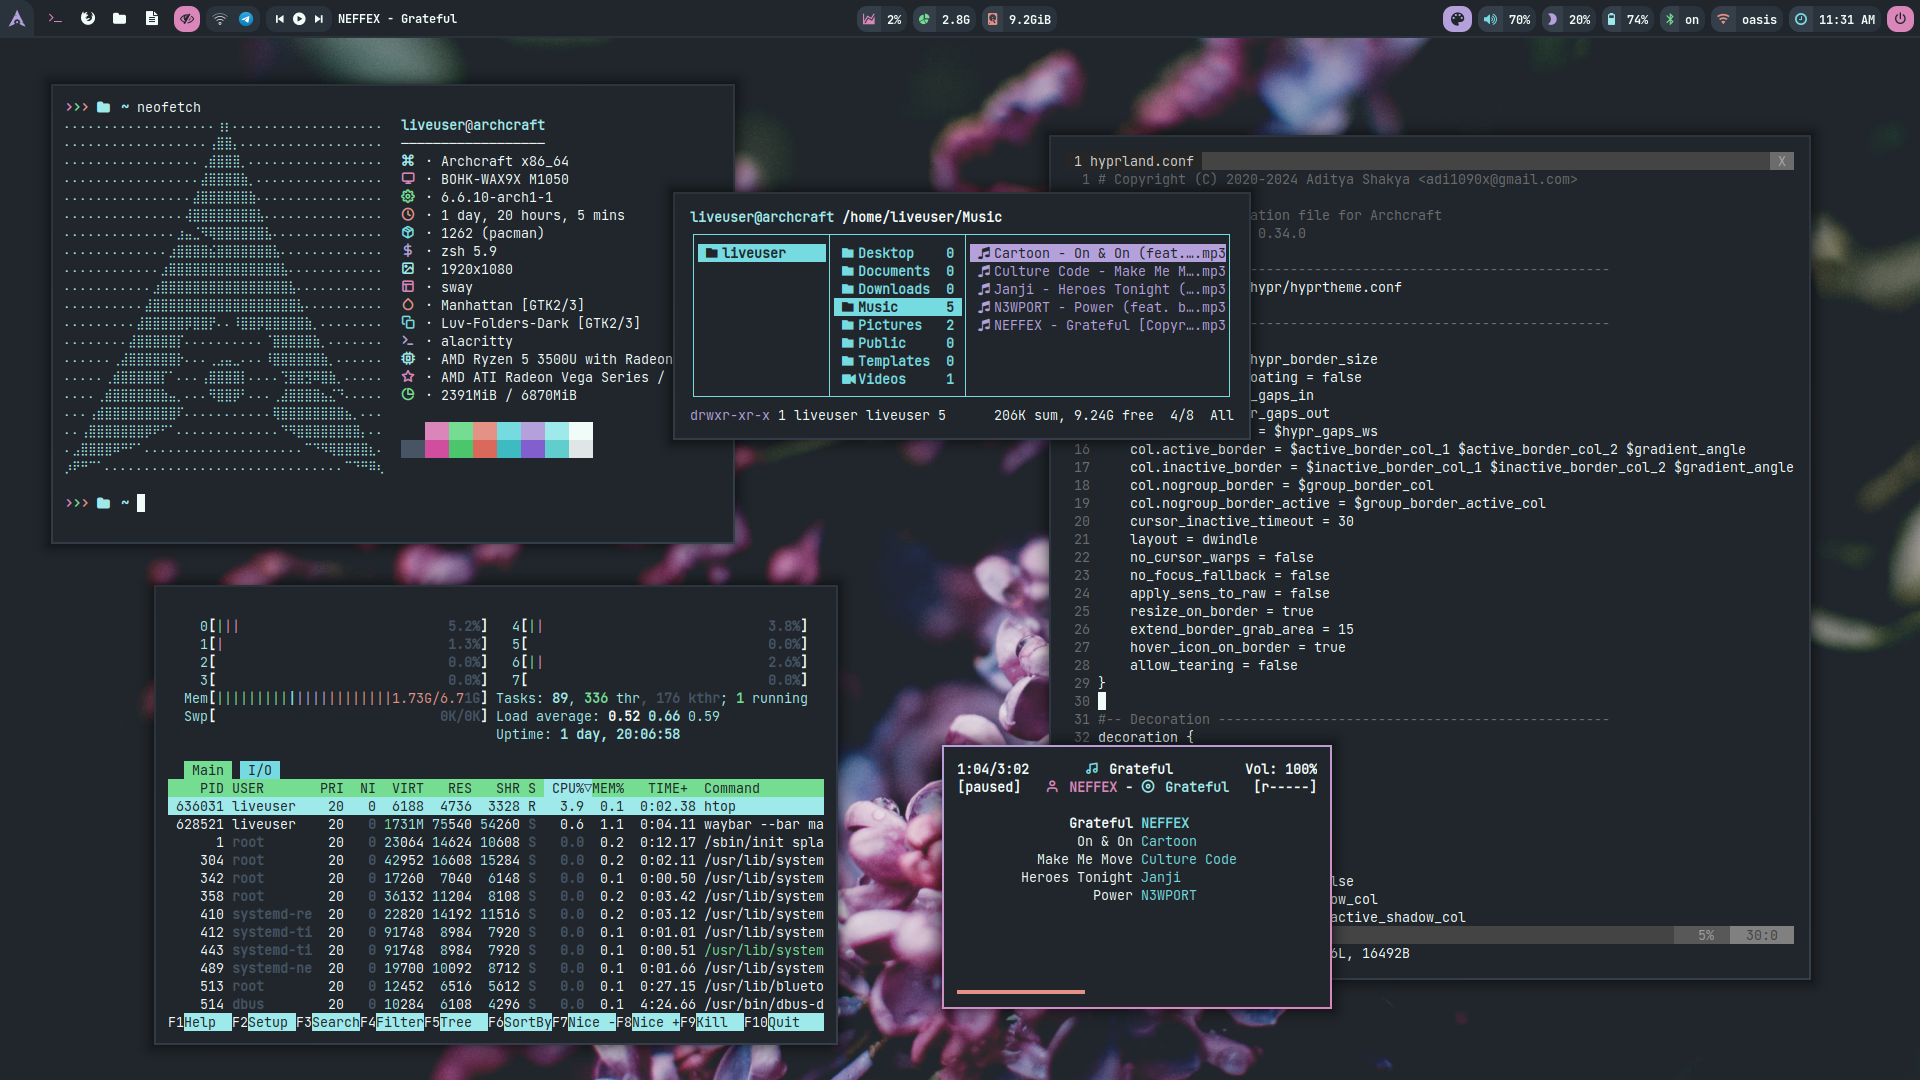 NEFFEX - Grateful
2%
2.8G
9.2GiB
70%
20%
74%
on
oasis
11:31 AM
>>> ~ neofetch
liveuser@archcraft
· Archcraft x86_64
· BOHK-WAX9X M1050
· 6.6.10-arch1-1
· 1 day, 20 hours, 5 mins
· 1262 (pacman)
· zsh 5.9
· 1920x1080
· sway
· Manhattan [GTK2/3]
· Luv-Folders-Dark [GTK2/3]
· alacritty
· AMD Ryzen 5 3500U with Radeon
· AMD ATI Radeon Vega Series /
· 2391MiB / 6870MiB
>>> ~
liveuser@archcraft /home/liveuser/Music
liveuser
Desktop 0
Documents 0
Downloads 0
Music 5
Pictures 2
Public 0
Templates 0
Videos 1
Cartoon - On & On (feat.….mp3
Culture Code - Make Me M….mp3
Janji - Heroes Tonight (….mp3
N3WPORT - Power (feat. b….mp3
NEFFEX - Grateful [Copyr….mp3
drwxr-xr-x 1 liveuser liveuser 5 206K sum, 9.24G free 4/8 All
1 hyprland.conf X
1 # Copyright (C) 2020-2024 Aditya Shakya <adi1090x@gmail.com>
ation file for Archcraft
0.34.0
---------------------------------------------
hypr/hyprtheme.conf
---------------------------------------------
hypr_border_size
oating = false
_gaps_in
r_gaps_out
= $hypr_gaps_ws
16 col.active_border = $active_border_col_1 $active_border_col_2 $gradient_angle
17 col.inactive_border = $inactive_border_col_1 $inactive_border_col_2 $gradient_angle
18 col.nogroup_border = $group_border_col
19 col.nogroup_border_active = $group_border_active_col
20 cursor_inactive_timeout = 30
21 layout = dwindle
22 no_cursor_warps = false
23 no_focus_fallback = false
24 apply_sens_to_raw = false
25 resize_on_border = true
26 extend_border_grab_area = 15
27 hover_icon_on_border = true
28 allow_tearing = false
29 }
30
31 #-- Decoration -------------------------------------------------
32 decoration {
lse
ow_col
active_shadow_col
5% 30:0
6L, 16492B
0[||| 5.2%] 4[|| 3.8%]
1[| 1.3%] 5[ 0.0%]
2[ 0.0%] 6[|| 2.6%]
3[ 0.0%] 7[ 0.0%]
Mem[||||||||||||||||||||||1.73G/6.71G] Tasks: 89, 336 thr, 176 kthr; 1 running
Swp[ 0K/0K] Load average: 0.52 0.66 0.59
Uptime: 1 day, 20:06:58
Main I/O
PID USER PRI NI VIRT RES SHR S CPU%▽MEM% TIME+ Command
636031 liveuser 20 0 6188 4736 3328 R 3.9 0.1 0:02.38 htop
628521 liveuser 20 0 1731M 75540 54260 S 0.6 1.1 0:04.11 waybar --bar ma
1 root 20 0 23064 14624 10608 S 0.0 0.2 0:12.17 /sbin/init spla
304 root 20 0 42952 16608 15284 S 0.0 0.2 0:02.11 /usr/lib/system
342 root 20 0 17260 7040 6148 S 0.0 0.1 0:00.50 /usr/lib/system
358 root 20 0 36132 11204 8108 S 0.0 0.2 0:03.42 /usr/lib/system
410 systemd-re 20 0 22820 14192 11516 S 0.0 0.2 0:03.12 /usr/lib/system
412 systemd-ti 20 0 91748 8984 7920 S 0.0 0.1 0:01.01 /usr/lib/system
443 systemd-ti 20 0 91748 8984 7920 S 0.0 0.1 0:00.51 /usr/lib/system
489 systemd-ne 20 0 19700 10092 8712 S 0.0 0.1 0:01.66 /usr/lib/system
513 root 20 0 12452 6516 5612 S 0.0 0.1 0:27.15 /usr/lib/blueto
514 dbus 20 0 10284 6108 4296 S 0.0 0.1 4:24.66 /usr/bin/dbus-d
F1Help F2Setup F3SearchF4FilterF5Tree F6SortByF7Nice -F8Nice +F9Kill F10Quit
1:04/3:02 Grateful Vol: 100%
[paused] NEFFEX - Grateful [r-----]
Grateful NEFFEX
On & On Cartoon
Make Me Move Culture Code
Heroes Tonight Janji
Power N3WPORT